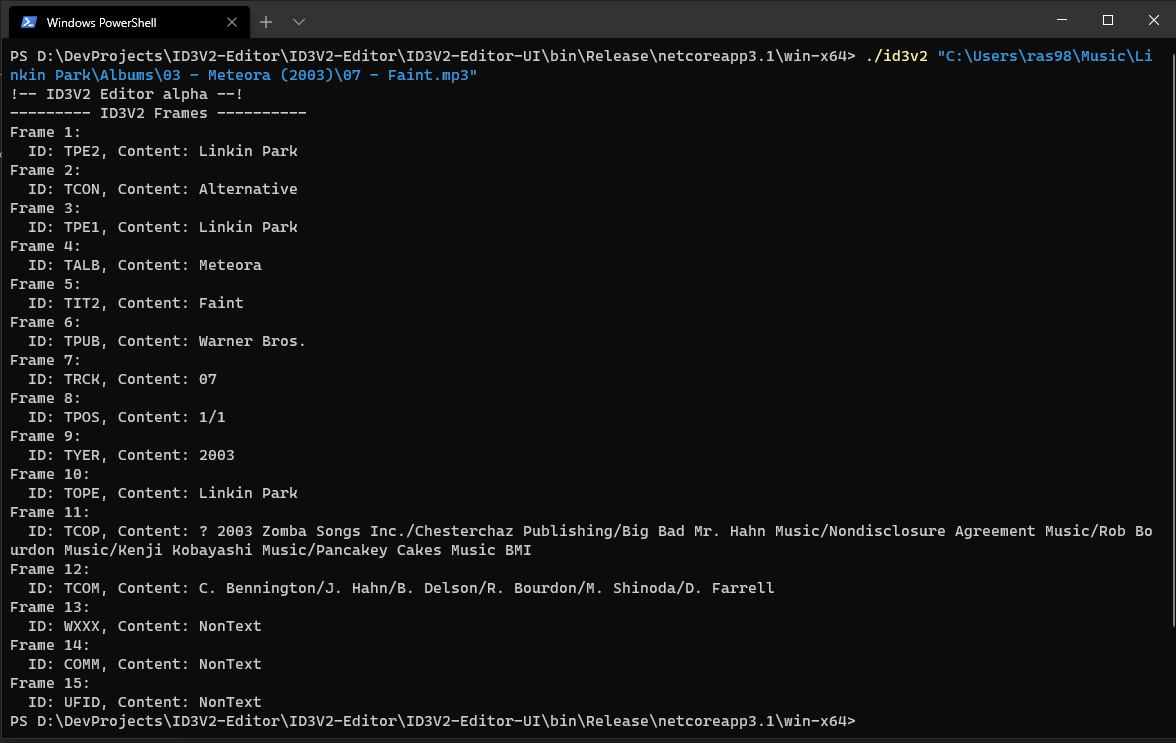 Windows PowerShell
PS D:\DevProjects\ID3V2-Editor\ID3V2-Editor\ID3V2-Editor-UI\bin\Release\netcoreapp3.1\win-x64> ./id3v2 "C:\Users\ras98\Music\Li
nkin Park\Albums\03 - Meteora (2003)\07 - Faint.mp3"
!-- ID3V2 Editor alpha --!
--------- ID3V2 Frames ----------
Frame 1:
  ID: TPE2, Content: Linkin Park
Frame 2:
  ID: TCON, Content: Alternative
Frame 3:
  ID: TPE1, Content: Linkin Park
Frame 4:
  ID: TALB, Content: Meteora
Frame 5:
  ID: TIT2, Content: Faint
Frame 6:
  ID: TPUB, Content: Warner Bros.
Frame 7:
  ID: TRCK, Content: 07
Frame 8:
  ID: TPOS, Content: 1/1
Frame 9:
  ID: TYER, Content: 2003
Frame 10:
  ID: TOPE, Content: Linkin Park
Frame 11:
  ID: TCOP, Content: ? 2003 Zomba Songs Inc./Chesterchaz Publishing/Big Bad Mr. Hahn Music/Nondisclosure Agreement Music/Rob Bo
urdon Music/Kenji Kobayashi Music/Pancakey Cakes Music BMI
Frame 12:
  ID: TCOM, Content: C. Bennington/J. Hahn/B. Delson/R. Bourdon/M. Shinoda/D. Farrell
Frame 13:
  ID: WXXX, Content: NonText
Frame 14:
  ID: COMM, Content: NonText
Frame 15:
  ID: UFID, Content: NonText
PS D:\DevProjects\ID3V2-Editor\ID3V2-Editor\ID3V2-Editor-UI\bin\Release\netcoreapp3.1\win-x64>